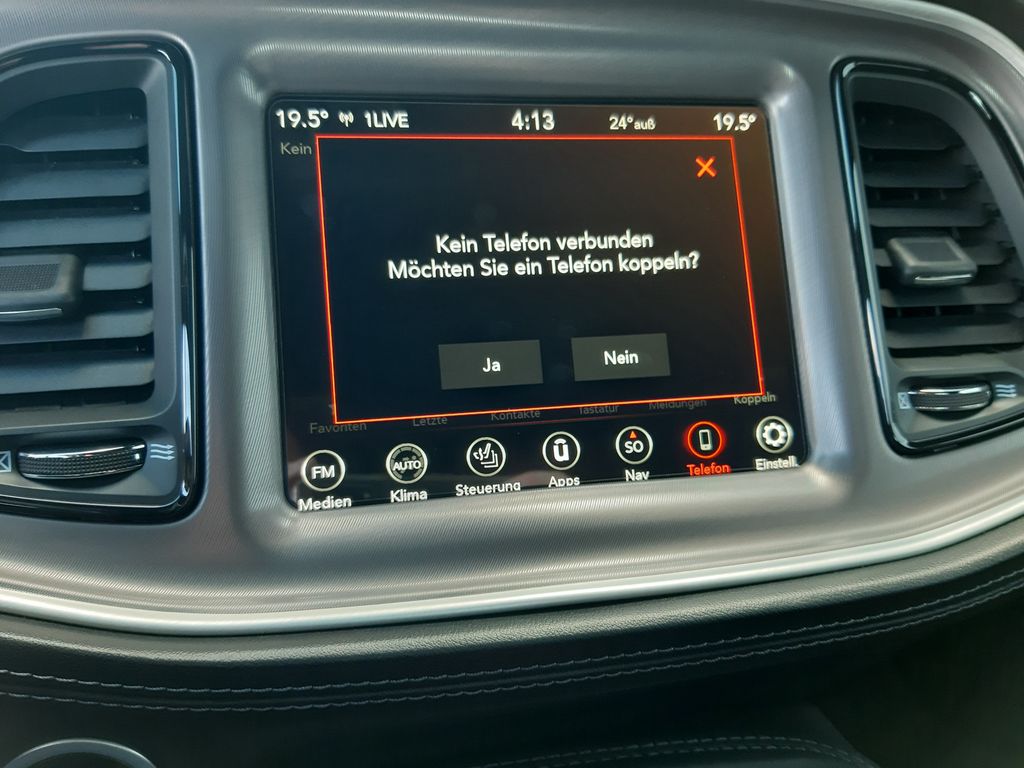 19.5° 1LIVE 4:13 24°auß 19.5°
Kein
Kein Telefon verbunden
Möchten Sie ein Telefon koppeln?
Ja Nein
Favoriten Letzte Kontakte Tastatur Meldungen Koppeln
FM AUTO SO
Medien Klima Steuerung Apps Nav Telefon Einstell.